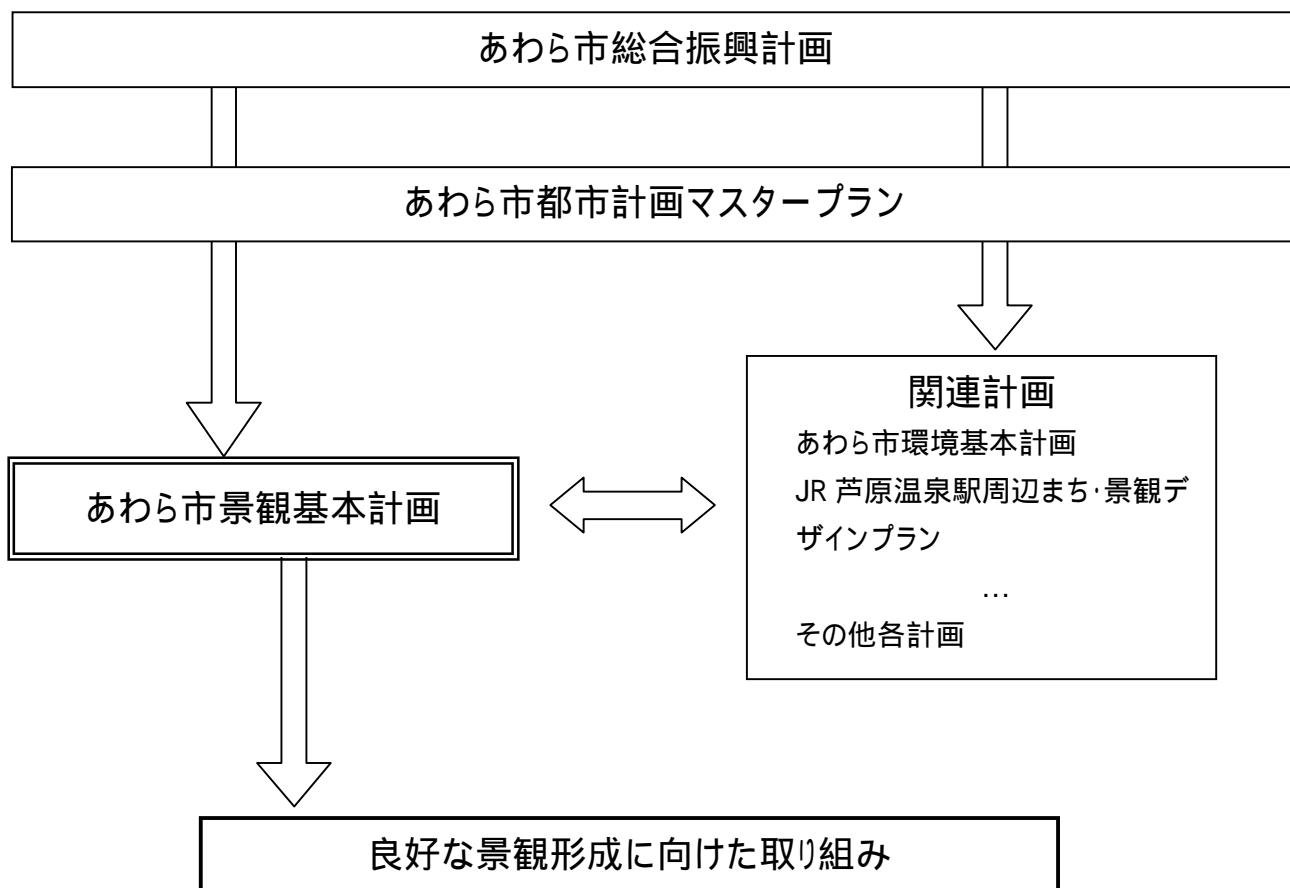 あわら市総合振興計画
あわら市都市計画マスタープラン
関連計画
あわら市環境基本計画
JR 芦原温泉駅周辺まち･景観デ
ザインプラン
…
その他各計画
あわら市景観基本計画
良好な景観形成に向けた取り組み